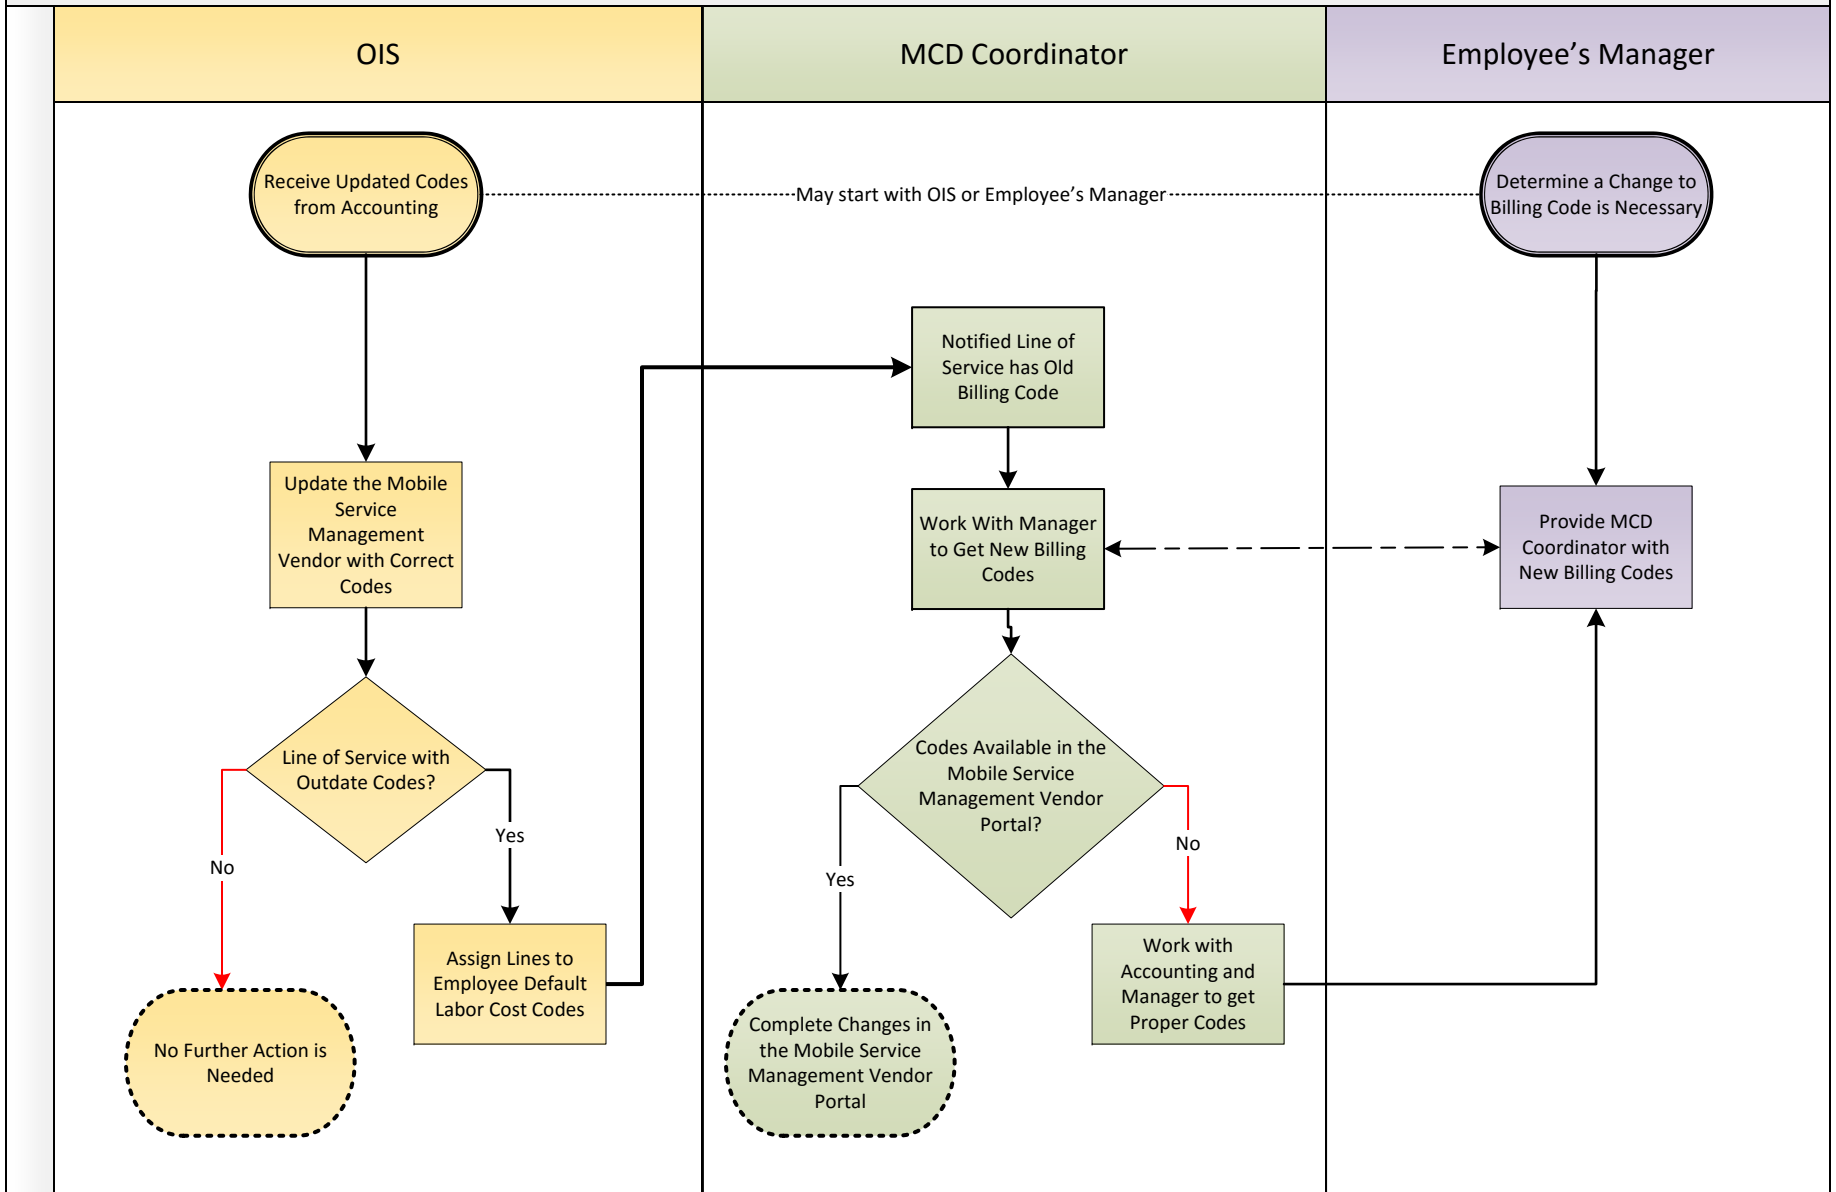 OIS
MCD Coordinator
Employee's Manager
Receive Updated Codes
from Accounting
May start with OIS or Employee's Manager
Determine a Change to
Billing Code is Necessary
Notified Line of
Service has Old
Billing Code
Update the Mobile
Service
Management
Vendor with Correct
Codes
Work With Manager
to Get New Billing
Codes
Provide MCD
Coordinator with
New Billing Codes
Line of Service with
Outdate Codes?
No
Yes
Codes Available in the
Mobile Service
Management Vendor
Portal?
Yes
No
Assign Lines to
Employee Default
Labor Cost Codes
Work with
Accounting and
Manager to get
Proper Codes
No Further Action is
Needed
Complete Changes in
the Mobile Service
Management Vendor
Portal